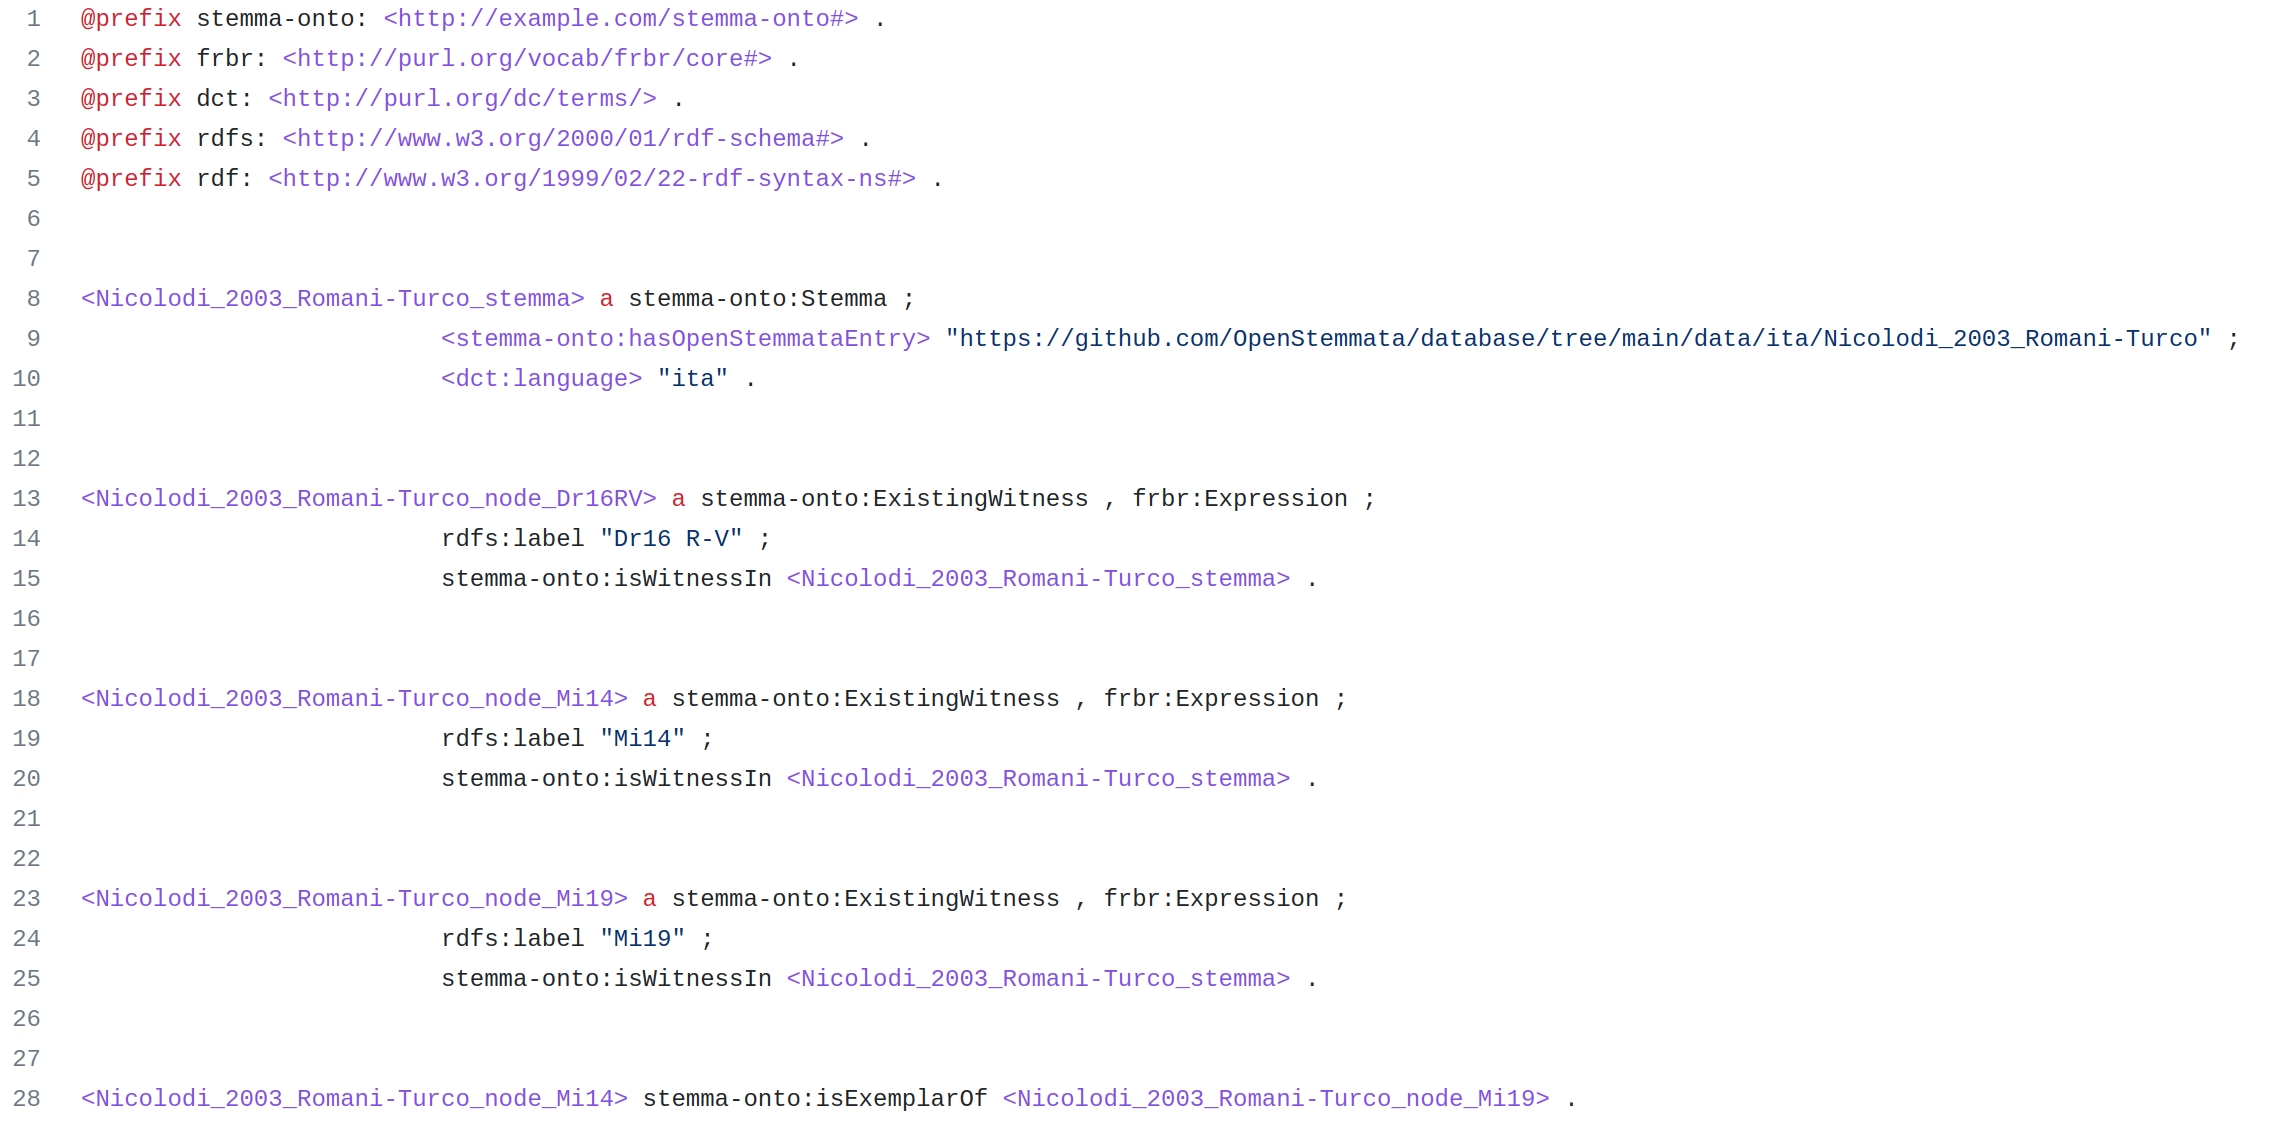 1 @prefix stemma-onto: <http://example.com/stemma-onto#> .
2 @prefix frbr: <http://purl.org/vocab/frbr/core#> .
3 @prefix dct: <http://purl.org/dc/terms/> .
4 @prefix rdfs: <http://www.w3.org/2000/01/rdf-schema#> .
5 @prefix rdf: <http://www.w3.org/1999/02/22-rdf-syntax-ns#> .
6
7
8 <Nicolodi_2003_Romani-Turco_stemma> a stemma-onto:Stemma ;
9 <stemma-onto:hasOpenStemmataEntry> "https://github.com/OpenStemmata/database/tree/main/data/ita/Nicolodi_2003_Romani-Turco" ;
10 <dct:language> "ita" .
11
12
13 <Nicolodi_2003_Romani-Turco_node_Dr16RV> a stemma-onto:ExistingWitness , frbr:Expression ;
14 rdfs:label "Dr16 R-V" ;
15 stemma-onto:isWitnessIn <Nicolodi_2003_Romani-Turco_stemma> .
16
17
18 <Nicolodi_2003_Romani-Turco_node_Mi14> a stemma-onto:ExistingWitness , frbr:Expression ;
19 rdfs:label "Mi14" ;
20 stemma-onto:isWitnessIn <Nicolodi_2003_Romani-Turco_stemma> .
21
22
23 <Nicolodi_2003_Romani-Turco_node_Mi19> a stemma-onto:ExistingWitness , frbr:Expression ;
24 rdfs:label "Mi19" ;
25 stemma-onto:isWitnessIn <Nicolodi_2003_Romani-Turco_stemma> .
26
27
28 <Nicolodi_2003_Romani-Turco_node_Mi14> stemma-onto:isExemplarOf <Nicolodi_2003_Romani-Turco_node_Mi19> .